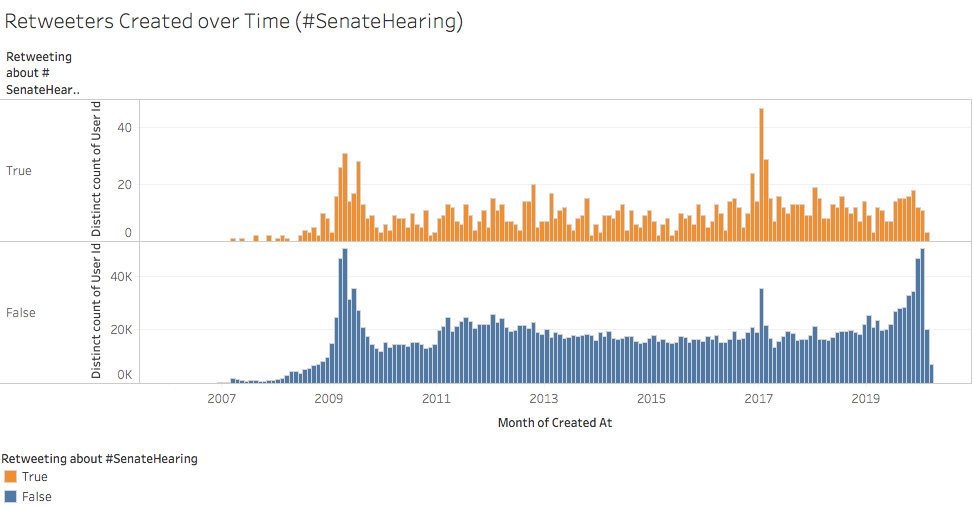 Retweeters Created over Time (#SenateHearing)
Retweeting
about #
SenateHear..
True
Distinct count of User Id
40
20
0
False
Distinct count of User Id
40K
20K
0K
2007 2009 2011 2013 2015 2017 2019
Month of Created At
Retweeting about #SenateHearing
True
False